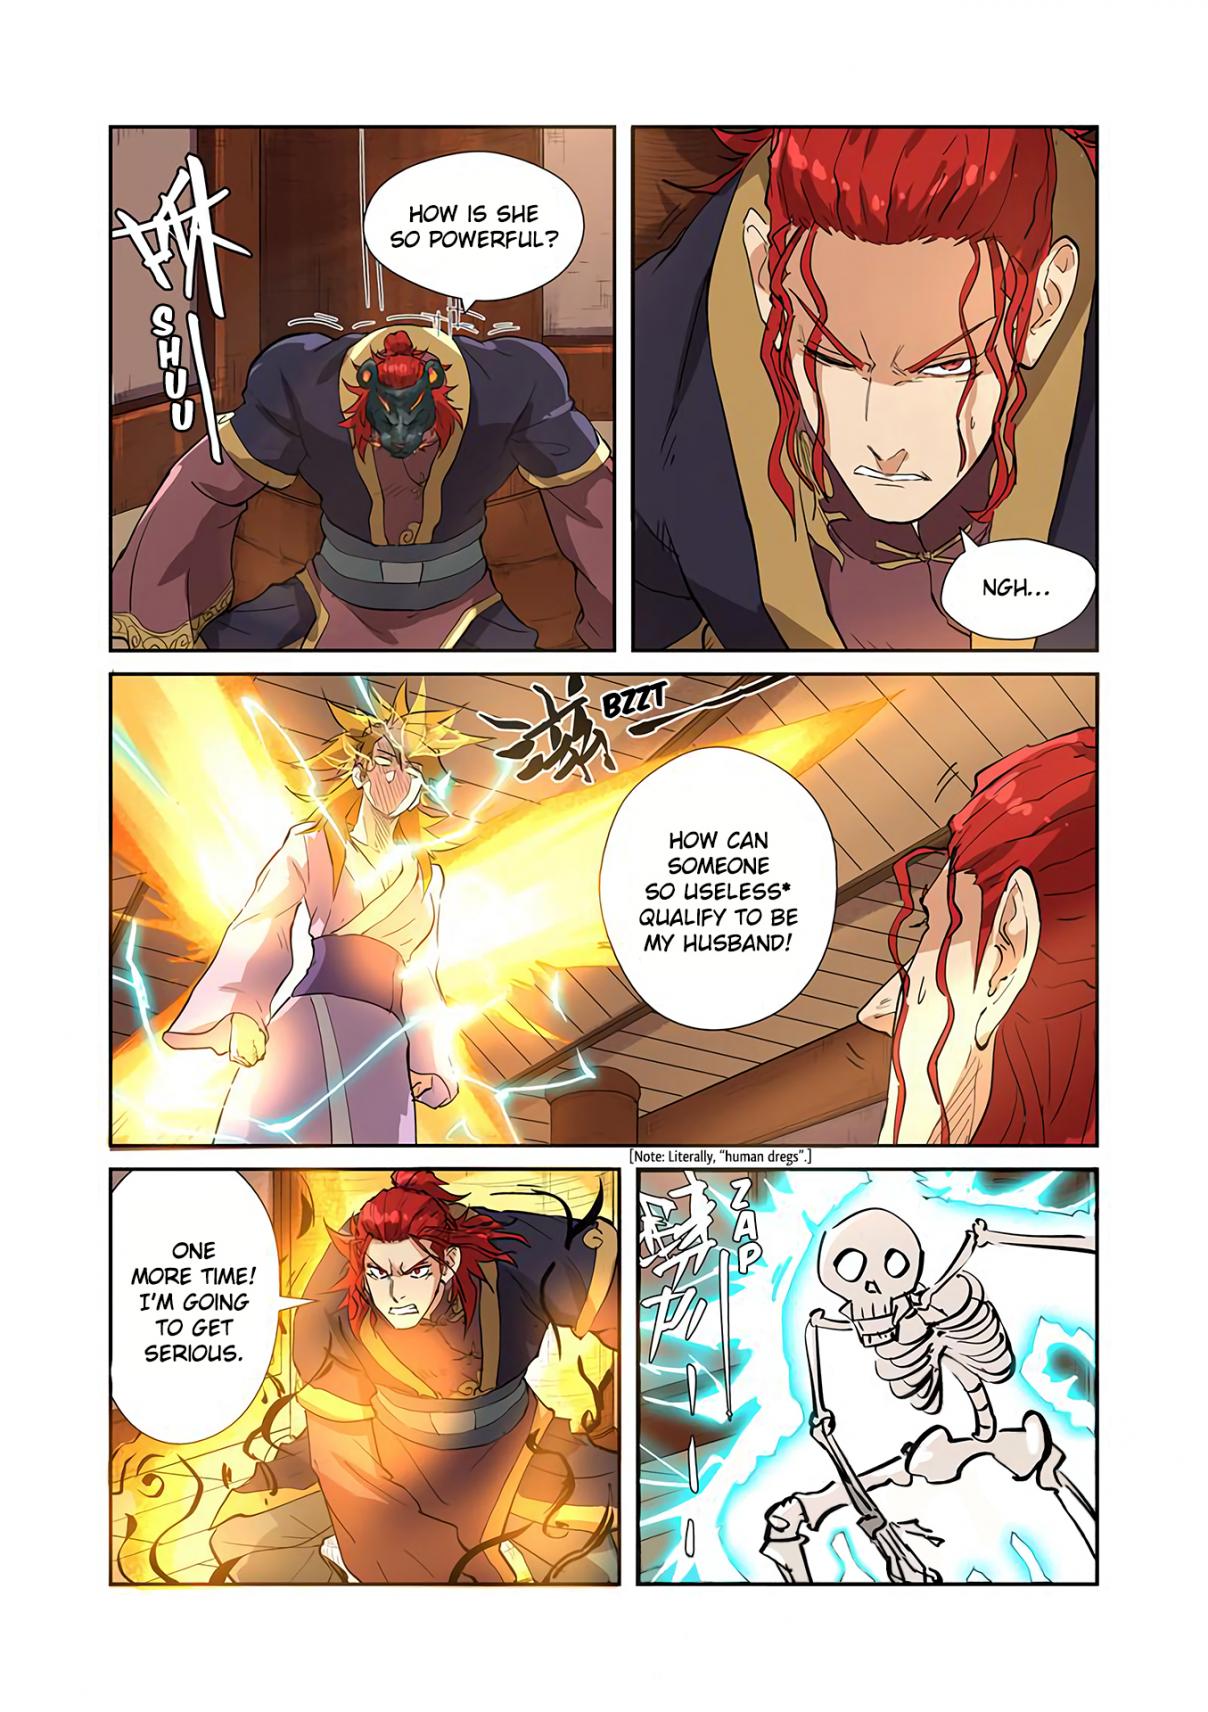 SHUU
HOW IS SHE
SO POWERFUL?
NGH...
BZZT
HOW CAN
SOMEONE
SO USELESS*
QUALIFY TO BE
MY HUSBAND!
[Note: Literally, "human dregs".]
ONE
MORE TIME!
I'M GOING
TO GET
SERIOUS.
ZAP